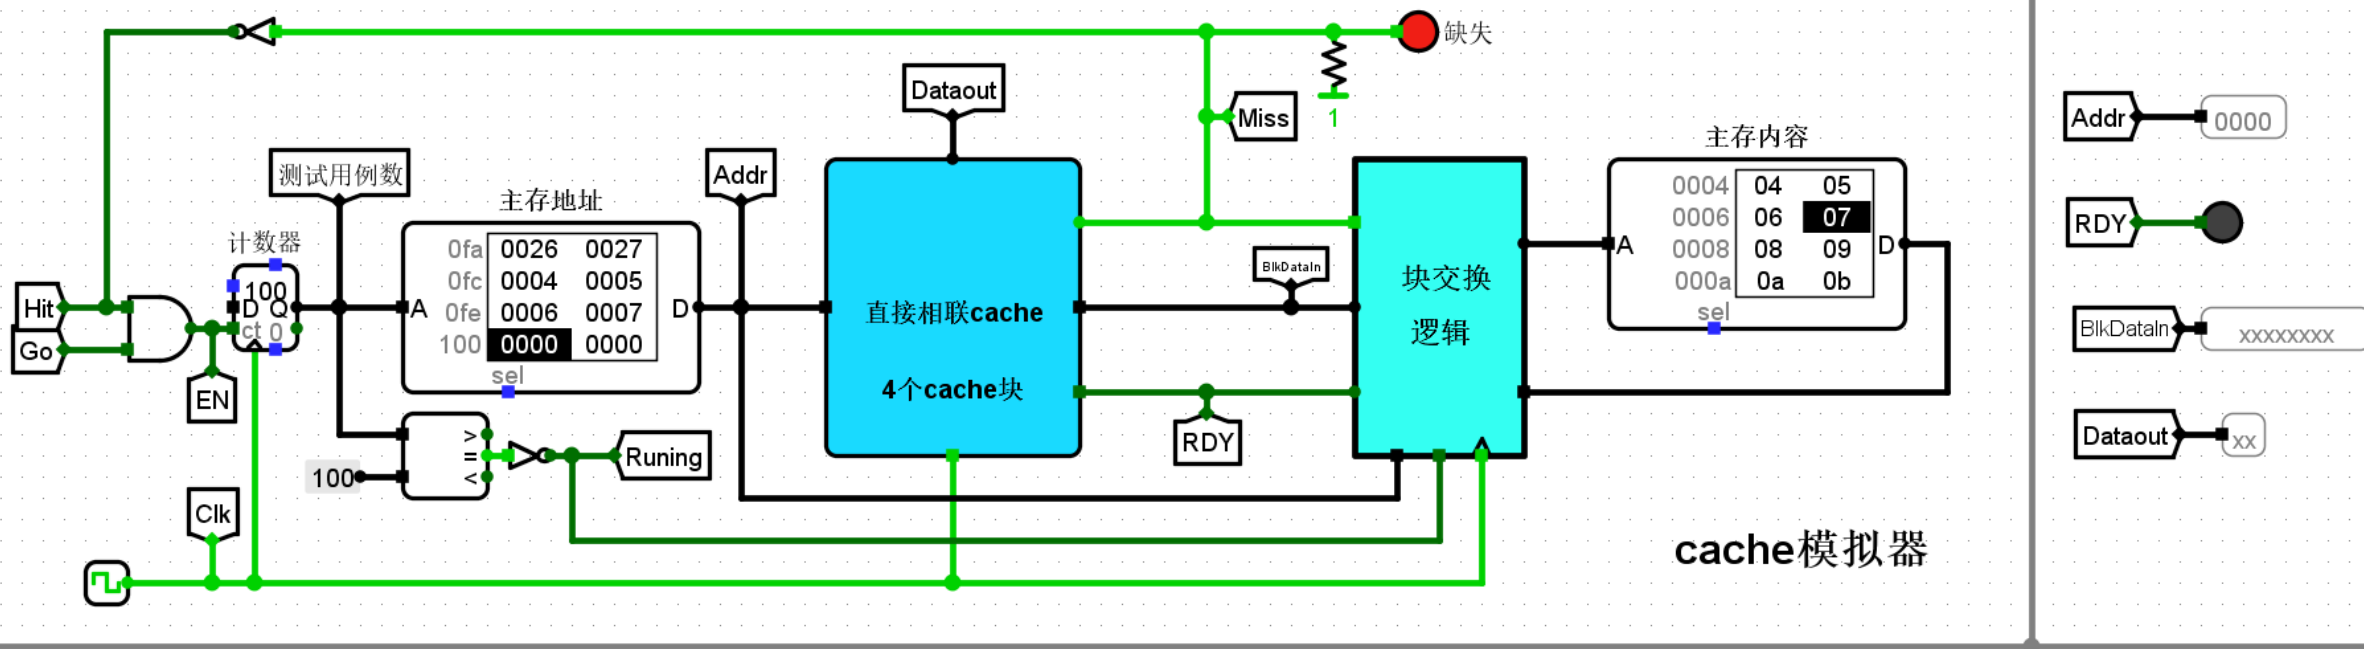 缺失
Dataout
Miss
1
主存内容
Addr
0000
测试用例数
Addr
主存地址
0004 04 05
0006 06 07
0008 08 09
000a 0a 0b
A
D
sel
RDY
计数器
0fa 0026 0027
0fc 0004 0005
0fe 0006 0007
100 0000 0000
A
D
sel
BlkDataIn
块交换
逻辑
直接相联cache
4个cache块
100
D Q
ct 0
Hit
Go
EN
BlkDataIn
xxxxxxxx
RDY
Dataout
xx
>
=
<
Runing
100
Clk
cache模拟器